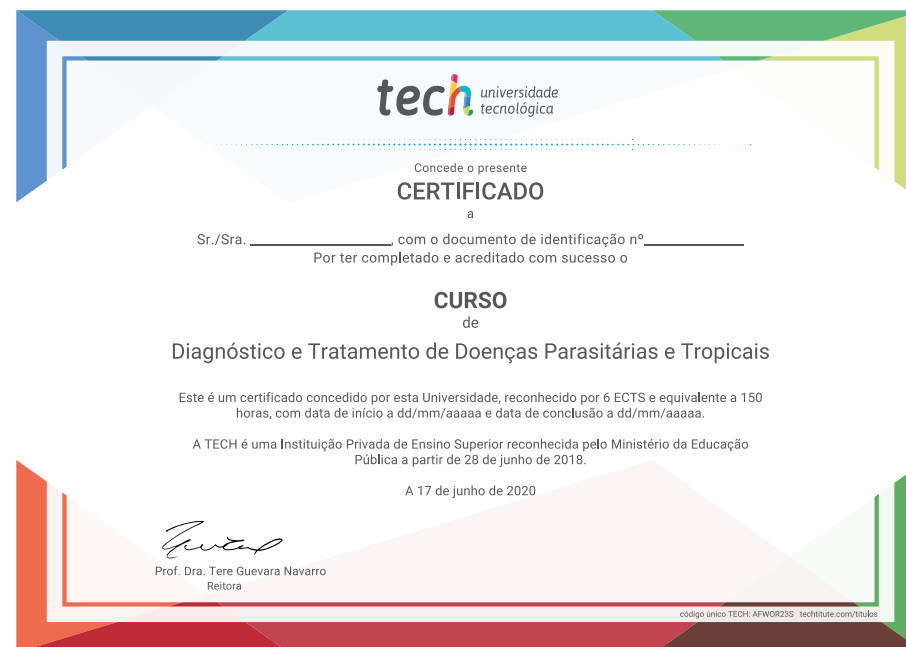 tech universidade
tecnológica
Concede o presente
CERTIFICADO
a
Sr./Sra. ____________, com o documento de identificação nº____________
Por ter completado e acreditado com sucesso o
CURSO
de
Diagnóstico e Tratamento de Doenças Parasitárias e Tropicais
Este é um certificado concedido por esta Universidade, reconhecido por 6 ECTS e equivalente a 150
horas, com data de início a dd/mm/aaaaa e data de conclusão a dd/mm/aaaaa.
A TECH é uma Instituição Privada de Ensino Superior reconhecida pelo Ministério da Educação
Pública a partir de 28 de junho de 2018.
A 17 de junho de 2020
Prof. Dra. Tere Guevara Navarro
Reitora
código único TECH: AFWOR23S techtitute.com/titulos